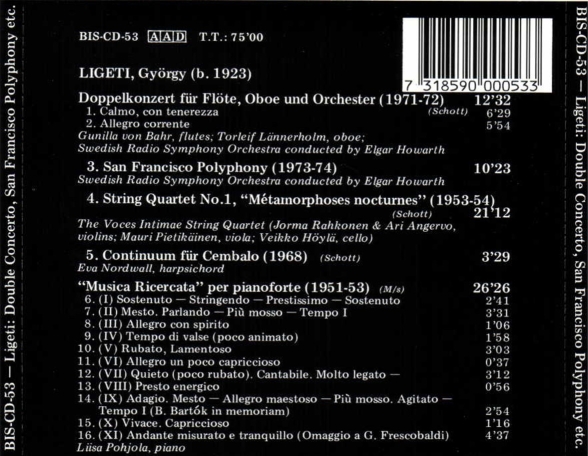 BIS-CD-53 AAD T.T.: 75'00
7 318590 000533
LIGETI, György (b. 1923)
Doppelkonzert für Flöte, Oboe und Orchester (1971-72) 12'32
1. Calmo, con tenerezza (Schott) 6'29
2. Allegro corrente 5'54
Gunilla von Bahr, flutes; Torleif Lännerholm, oboe;
Swedish Radio Symphony Orchestra conducted by Elgar Howarth
3. San Francisco Polyphony (1973-74) 10'23
Swedish Radio Symphony Orchestra conducted by Elgar Howarth
4. String Quartet No.1, “Métamorphoses nocturnes” (1953-54)
(Schott) 21'12
The Voces Intimae String Quartet (Jorma Rahkonen & Ari Angervo,
violins; Mauri Pietikäinen, viola; Veikko Höylä, cello)
5. Continuum für Cembalo (1968) (Schott) 3'29
Eva Nordwall, harpsichord
“Musica Ricercata” per pianoforte (1951-53) (M/s) 26'26
6. (I) Sostenuto — Stringendo — Prestissimo — Sostenuto 2'41
7. (II) Mesto. Parlando — Più mosso — Tempo I 3'31
8. (III) Allegro con spirito 1'06
9. (IV) Tempo di valse (poco animato) 1'58
10. (V) Rubato, Lamentoso 3'03
11. (VI) Allegro un poco capriccioso 0'37
12. (VII) Quieto (poco rubato). Cantabile. Molto legato — 3'12
13. (VIII) Presto energico 0'56
14. (IX) Adagio. Mesto — Allegro maestoso — Più mosso. Agitato —
Tempo I (B. Bartók in memoriam) 2'54
15. (X) Vivace. Capriccioso 1'16
16. (XI) Andante misurato e tranquillo (Omaggio a G. Frescobaldi) 4'37
Liisa Pohjola, piano
BIS-CD-53 — Ligeti: Double Concerto, San Francisco Polyphony etc.
BIS-CD-53 — Ligeti: Double Concerto, San Francisco Polyphony etc.